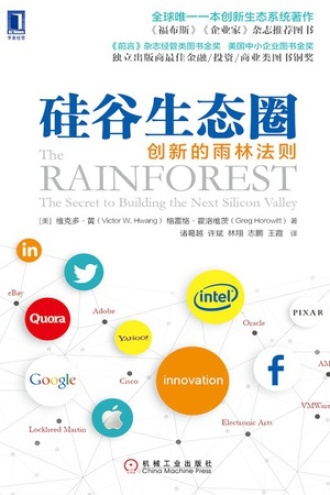 全球唯一一本创新生态系统著作
《福布斯》《企业家》杂志推荐图书
《前言》杂志经管类图书金奖 美国中小企业图书金奖
独立出版商最佳金融/投资/商业类图书铜奖
硅谷生态圈
创新的雨林法则
The
RAINFOREST
The Secret to Building the Next Silicon Valley
[美] 维克多·黄(Victor W. Hwang) 格雷格·霍洛维茨(Greg Horowitt) 著
诸葛越 许斌 林翔 志鹏 王霞 译
in
eBay
Adobe
intel
Oracle
PIXAR
Quora
Yahoo!
VMware
Google
Cisco
innovation
f
Lockheed Martin
Electronic Arts
机械工业出版社
China Machine Press